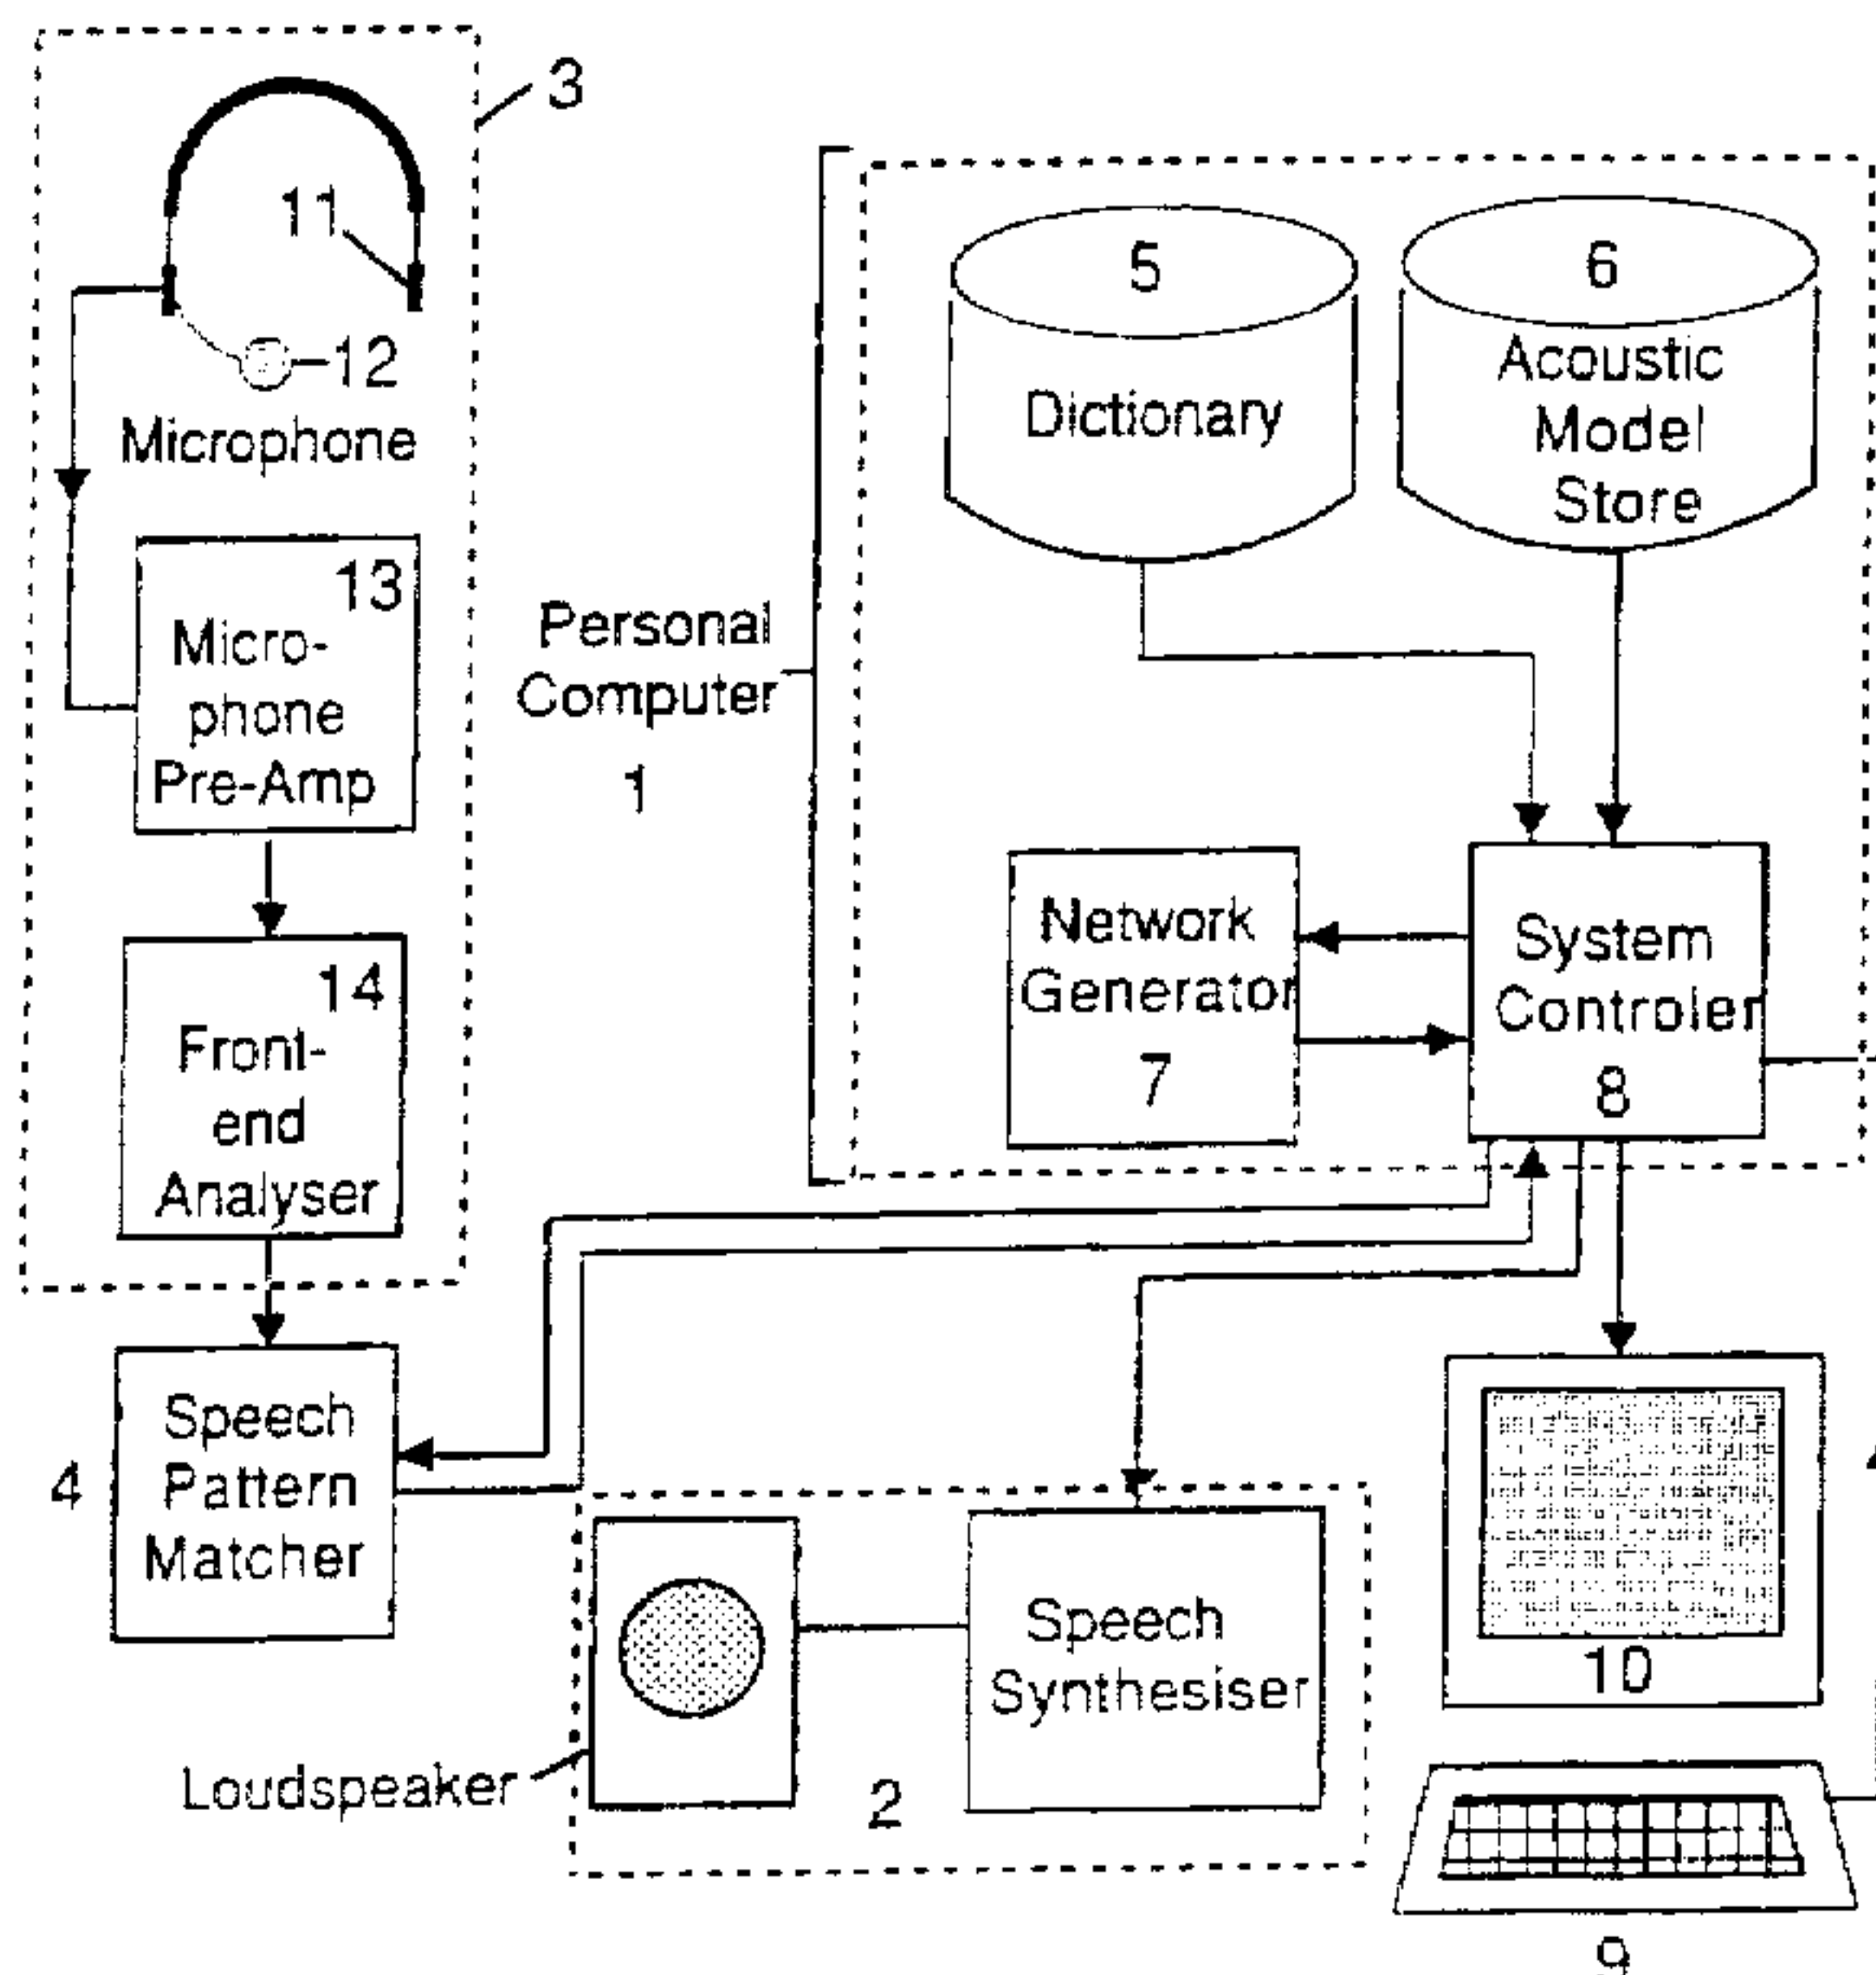 3
11
12
Microphone
13
Micro-
phone
Pre-Amp
14
Front-
end
Analyser
4
Speech
Pattern
Matcher
Personal
Computer
1
5
Dictionary
6
Acoustic
Model
Store
Network
Generator
7
System
Controler
8
Loudspeaker
2
Speech
Synthesiser
10
9